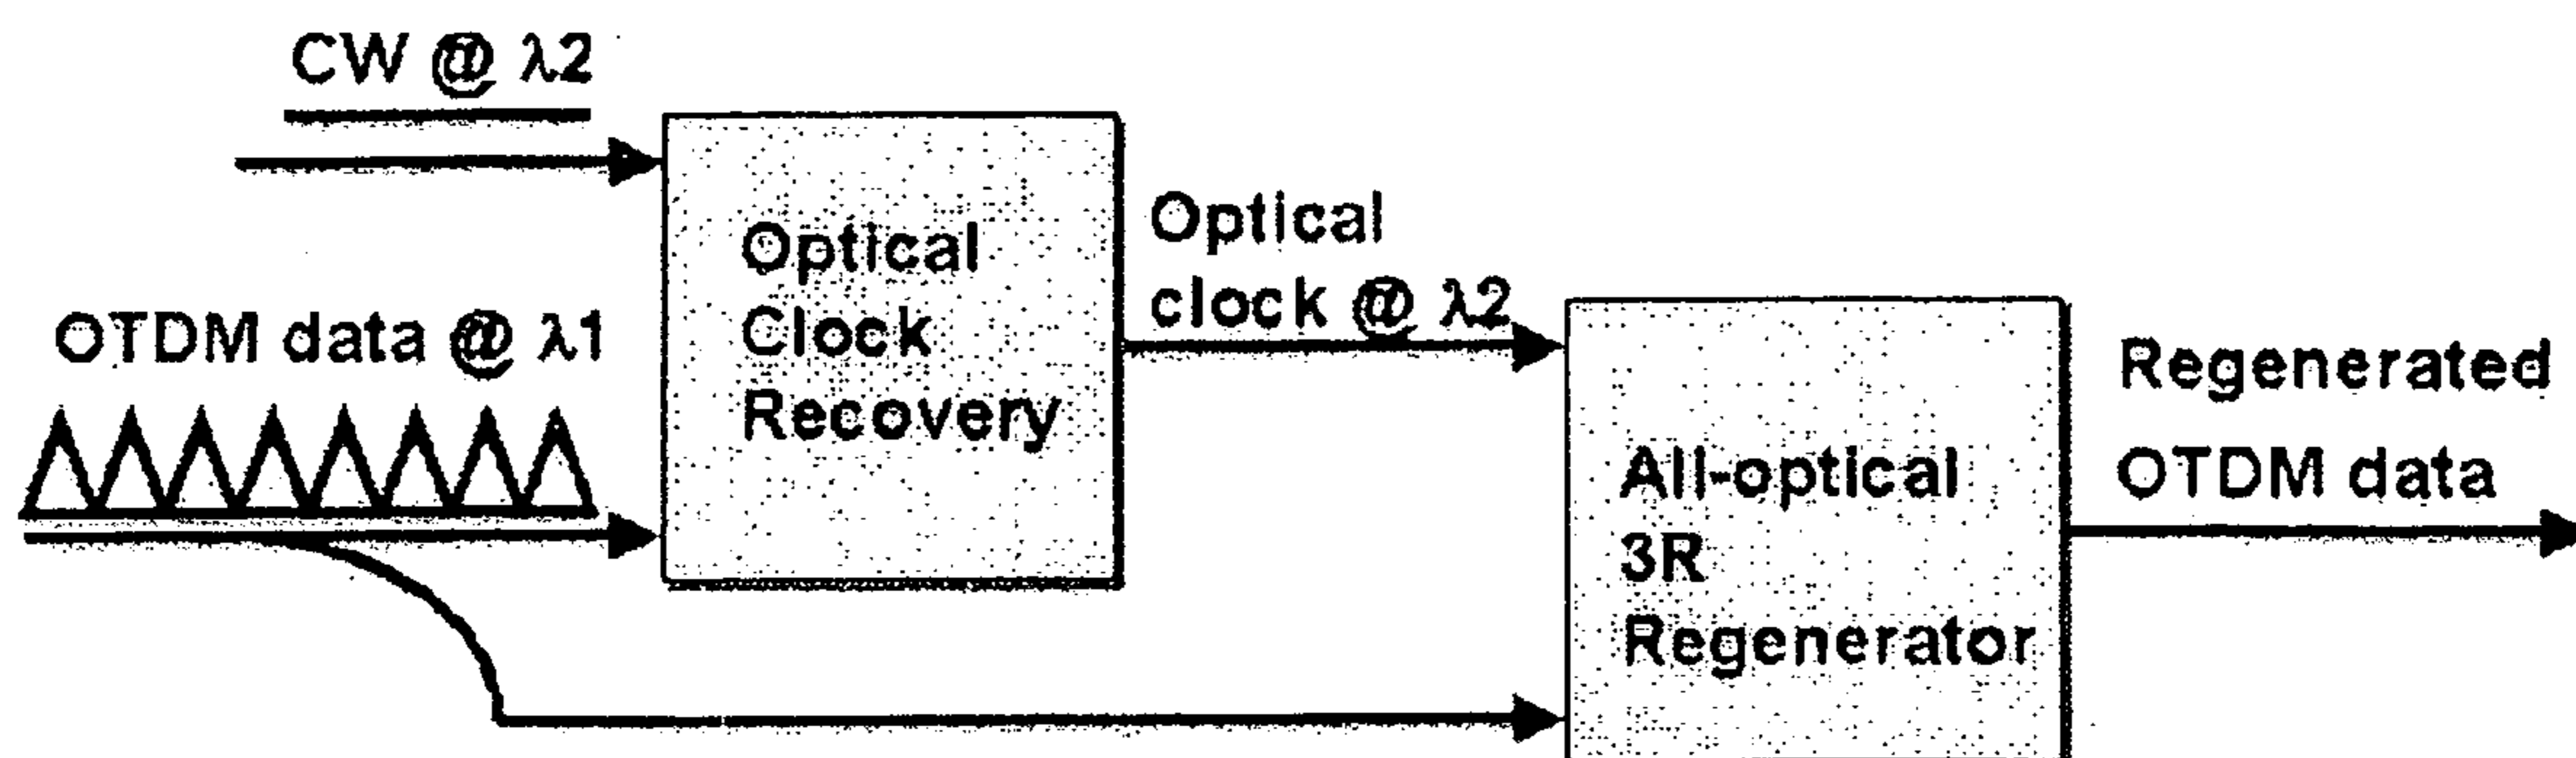 CW @ λ2
OTDM data @ λ1
Optical
Clock
Recovery
Optical
clock @ λ2
All-optical
3R
Regenerator
Regenerated
OTDM data